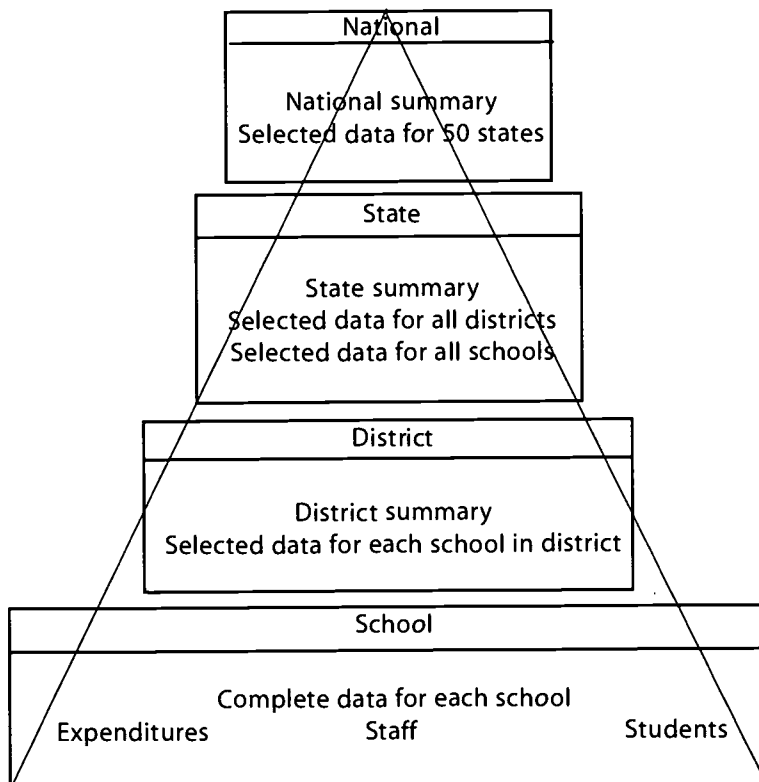 National
National summary
Selected data for 50 states
State
State summary
Selected data for all districts
Selected data for all schools
District
District summary
Selected data for each school in district
School
Complete data for each school
Expenditures Staff Students